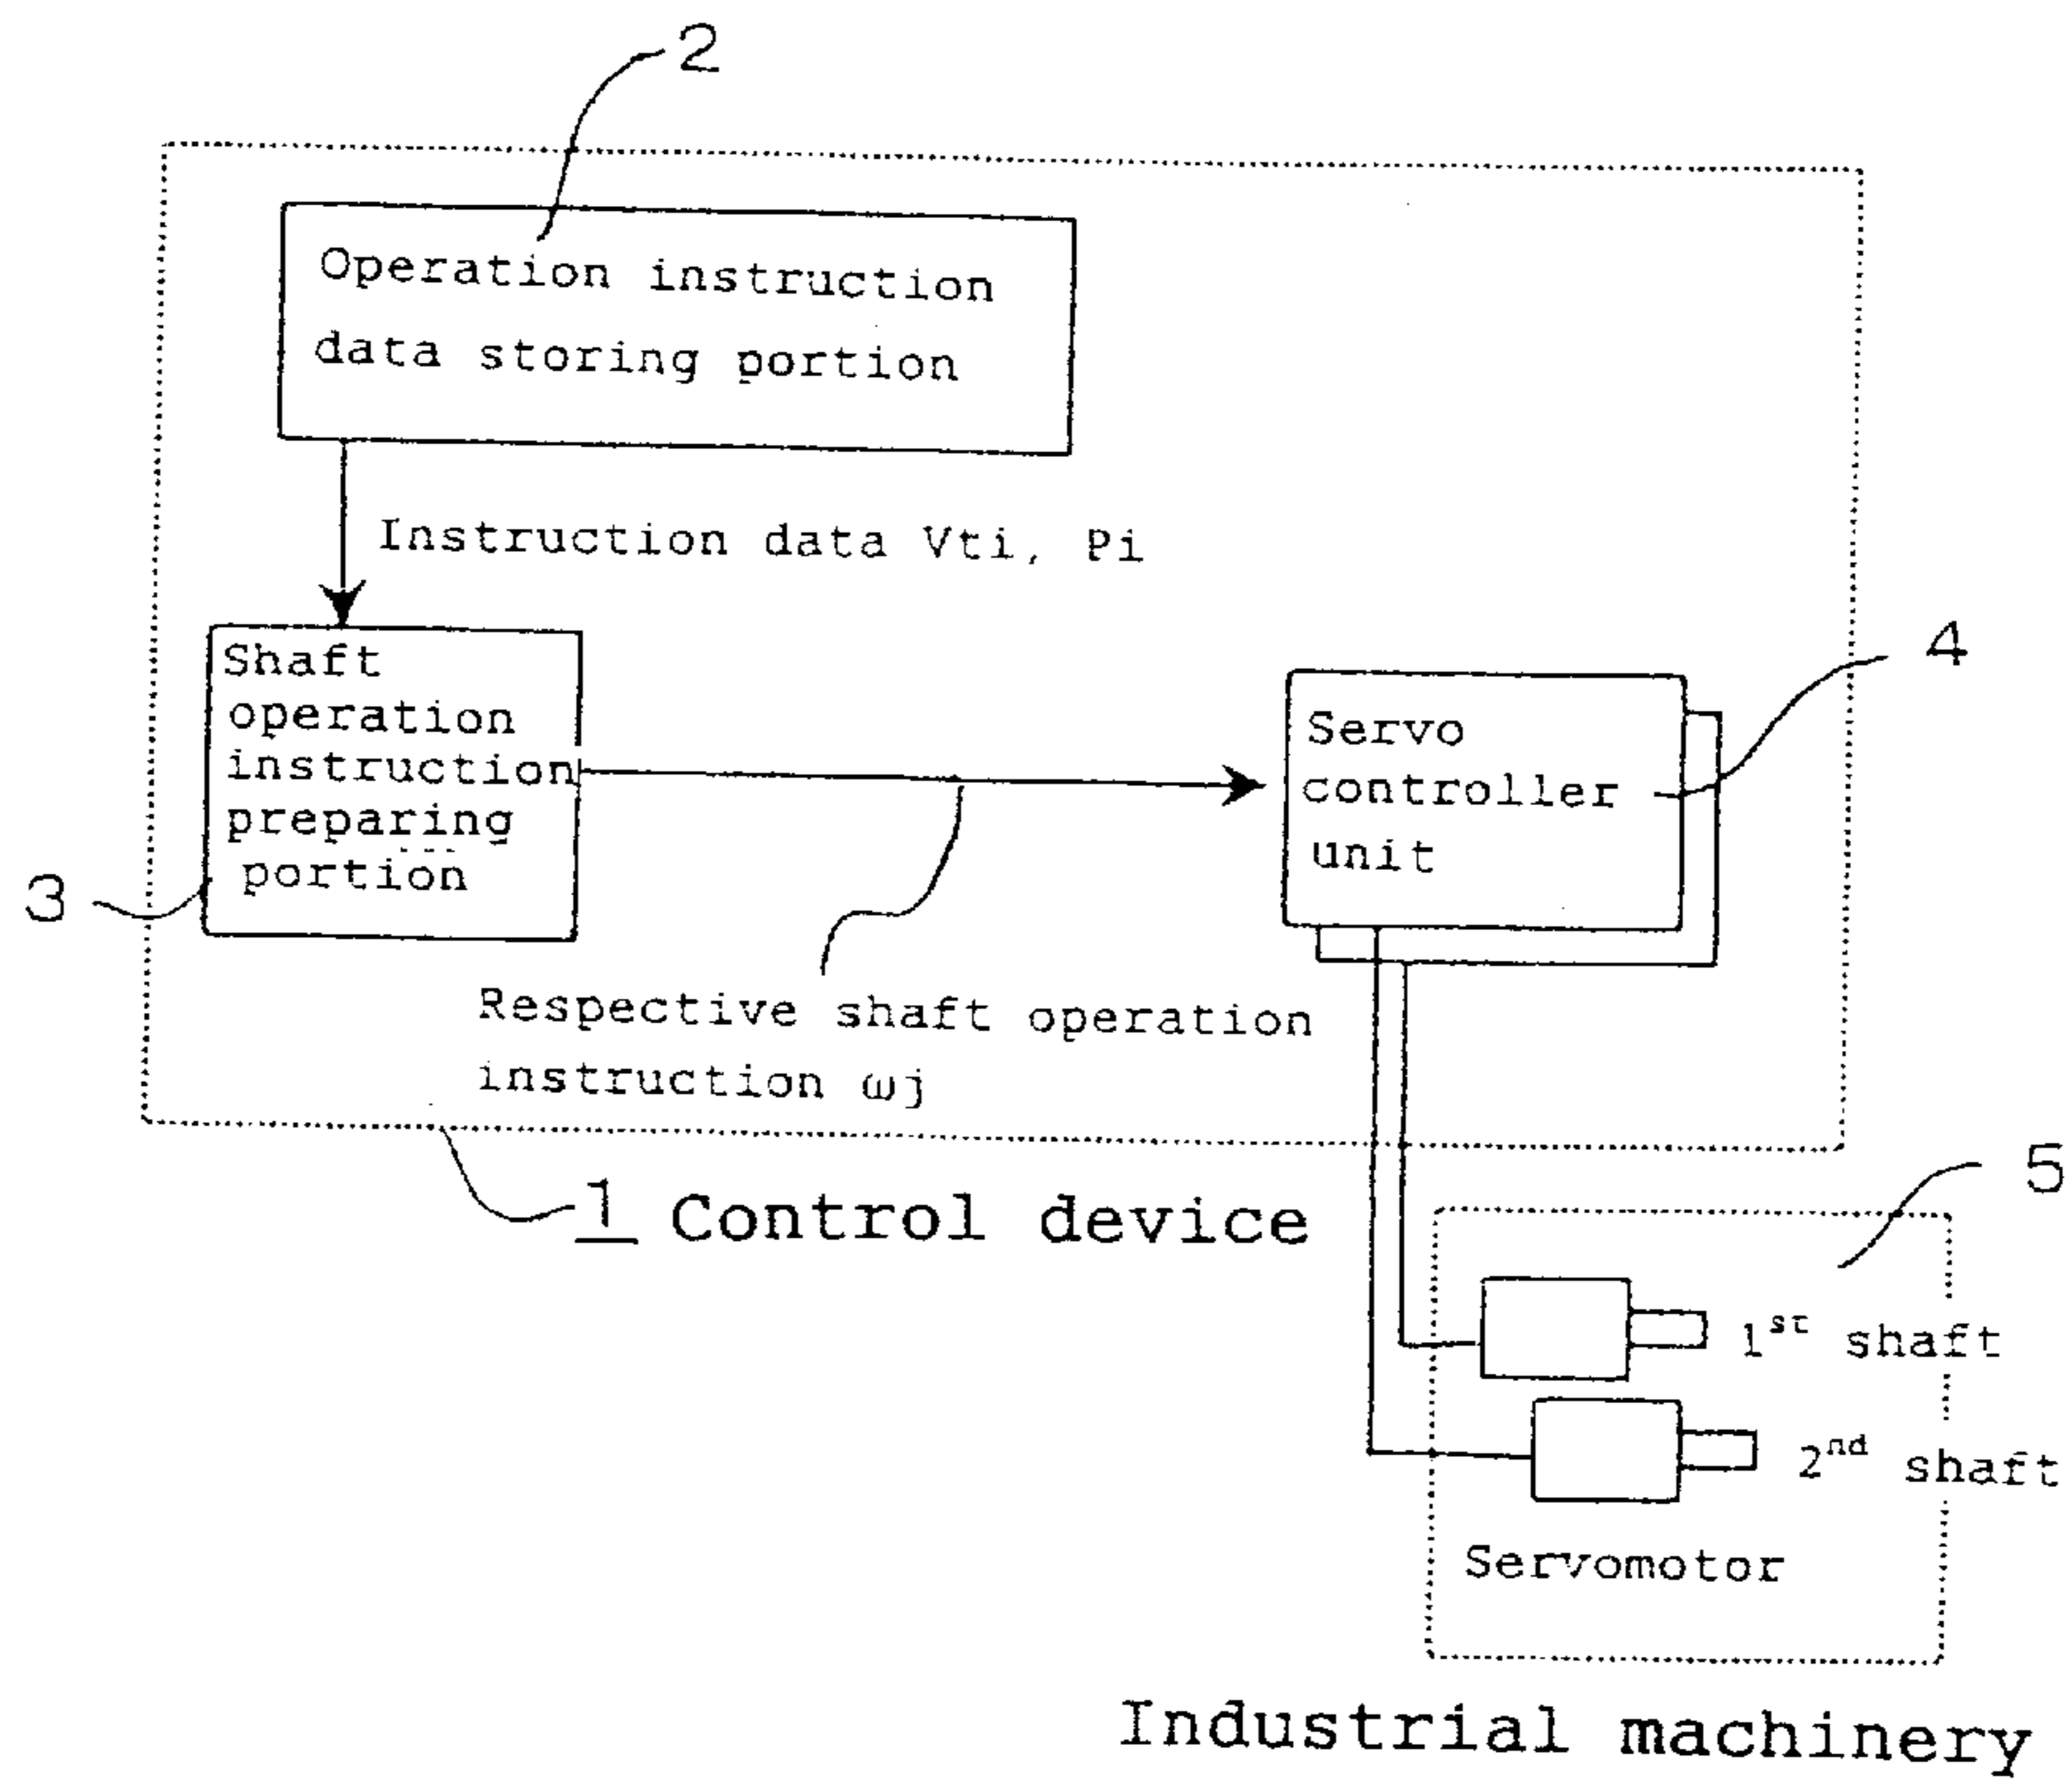 2
Operation instruction
data storing portion
Instruction data Vti, Pi
Shaft
operation
instruction
preparing
portion
3
Servo
controller
unit
4
Respective shaft operation
instruction ωj
1 Control device
5
1st shaft
2nd shaft
Servomotor
Industrial machinery